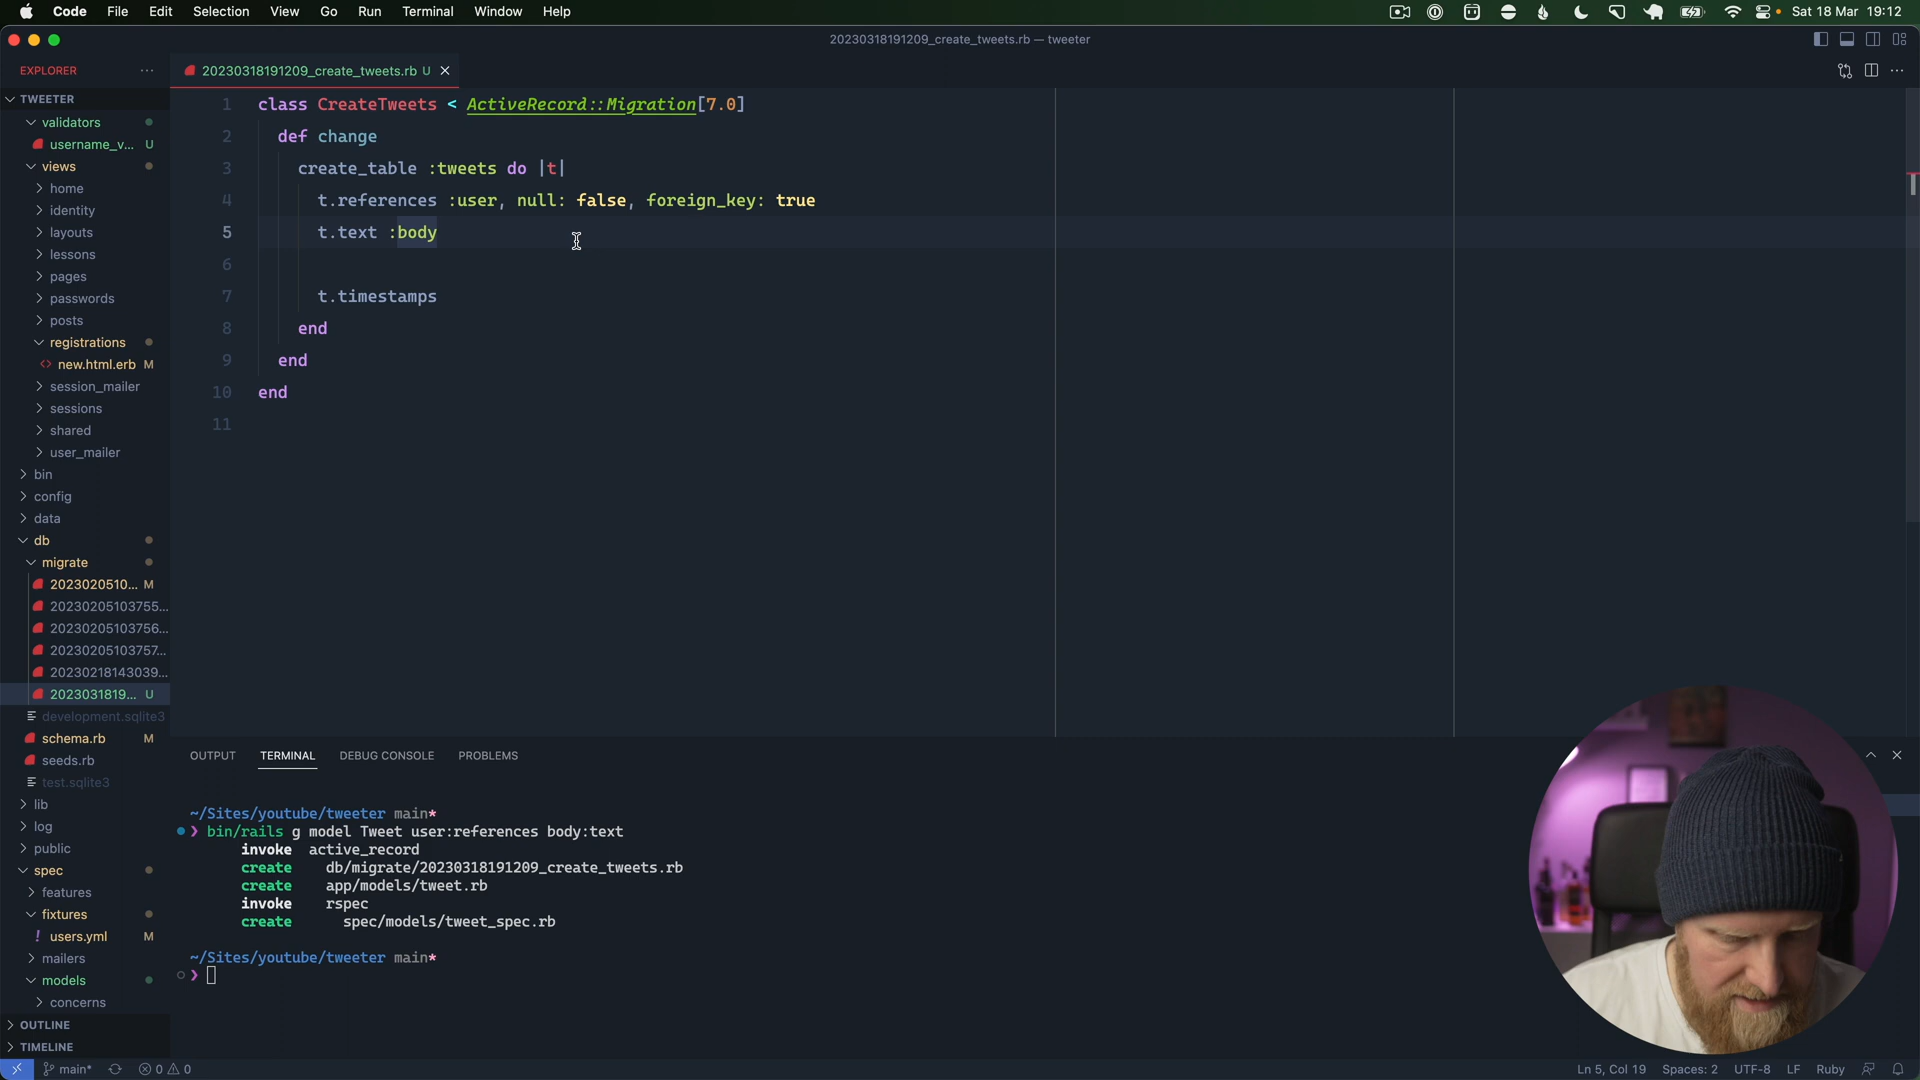 Code File Edit Selection View Go Run Terminal Window Help Sat 18 Mar 19:12
20230318191209_create_tweets.rb — tweeter
EXPLORER
TWEETER
validators
username_v... U
views
home
identity
layouts
lessons
pages
passwords
posts
registrations
new.html.erb M
session_mailer
sessions
shared
user_mailer
bin
config
data
db
migrate
2023020510... M
20230205103755...
20230205103756...
20230205103757...
20230218143039...
2023031819... U
development.sqlite3
schema.rb M
seeds.rb
test.sqlite3
lib
log
public
spec
features
fixtures
users.yml M
mailers
models
concerns
OUTLINE
TIMELINE
20230318191209_create_tweets.rb U
1 class CreateTweets < ActiveRecord::Migration[7.0]
2 def change
3 create_table :tweets do |t|
4 t.references :user, null: false, foreign_key: true
5 t.text :body
6
7 t.timestamps
8 end
9 end
10 end
11
OUTPUT TERMINAL DEBUG CONSOLE PROBLEMS
~/Sites/youtube/tweeter main*
❯ bin/rails g model Tweet user:references body:text
invoke active_record
create db/migrate/20230318191209_create_tweets.rb
create app/models/tweet.rb
invoke rspec
create spec/models/tweet_spec.rb
~/Sites/youtube/tweeter main*
❯
main* 0 0 Ln 5, Col 19 Spaces: 2 UTF-8 LF Ruby